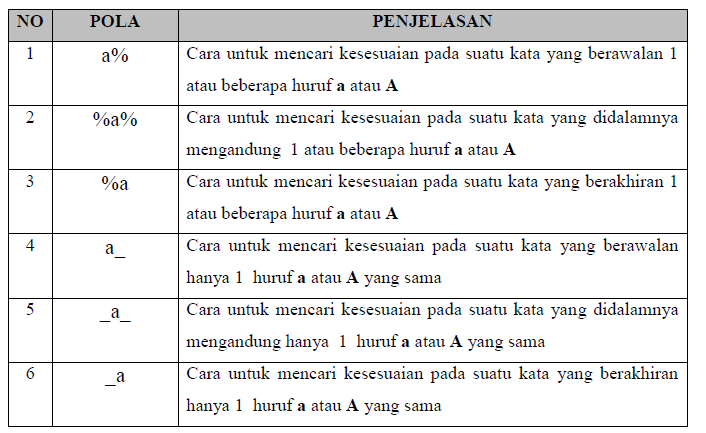 NO POLA PENJELASAN
1 a% Cara untuk mencari kesesuaian pada suatu kata yang berawalan 1
atau beberapa huruf a atau A
2 %a% Cara untuk mencari kesesuaian pada suatu kata yang didalamnya
mengandung 1 atau beberapa huruf a atau A
3 %a Cara untuk mencari kesesuaian pada suatu kata yang berakhiran 1
atau beberapa huruf a atau A
4 a_ Cara untuk mencari kesesuaian pada suatu kata yang berawalan
hanya 1 huruf a atau A yang sama
5 _a_ Cara untuk mencari kesesuaian pada suatu kata yang didalamnya
mengandung hanya 1 huruf a atau A yang sama
6 _a Cara untuk mencari kesesuaian pada suatu kata yang berakhiran
hanya 1 huruf a atau A yang sama